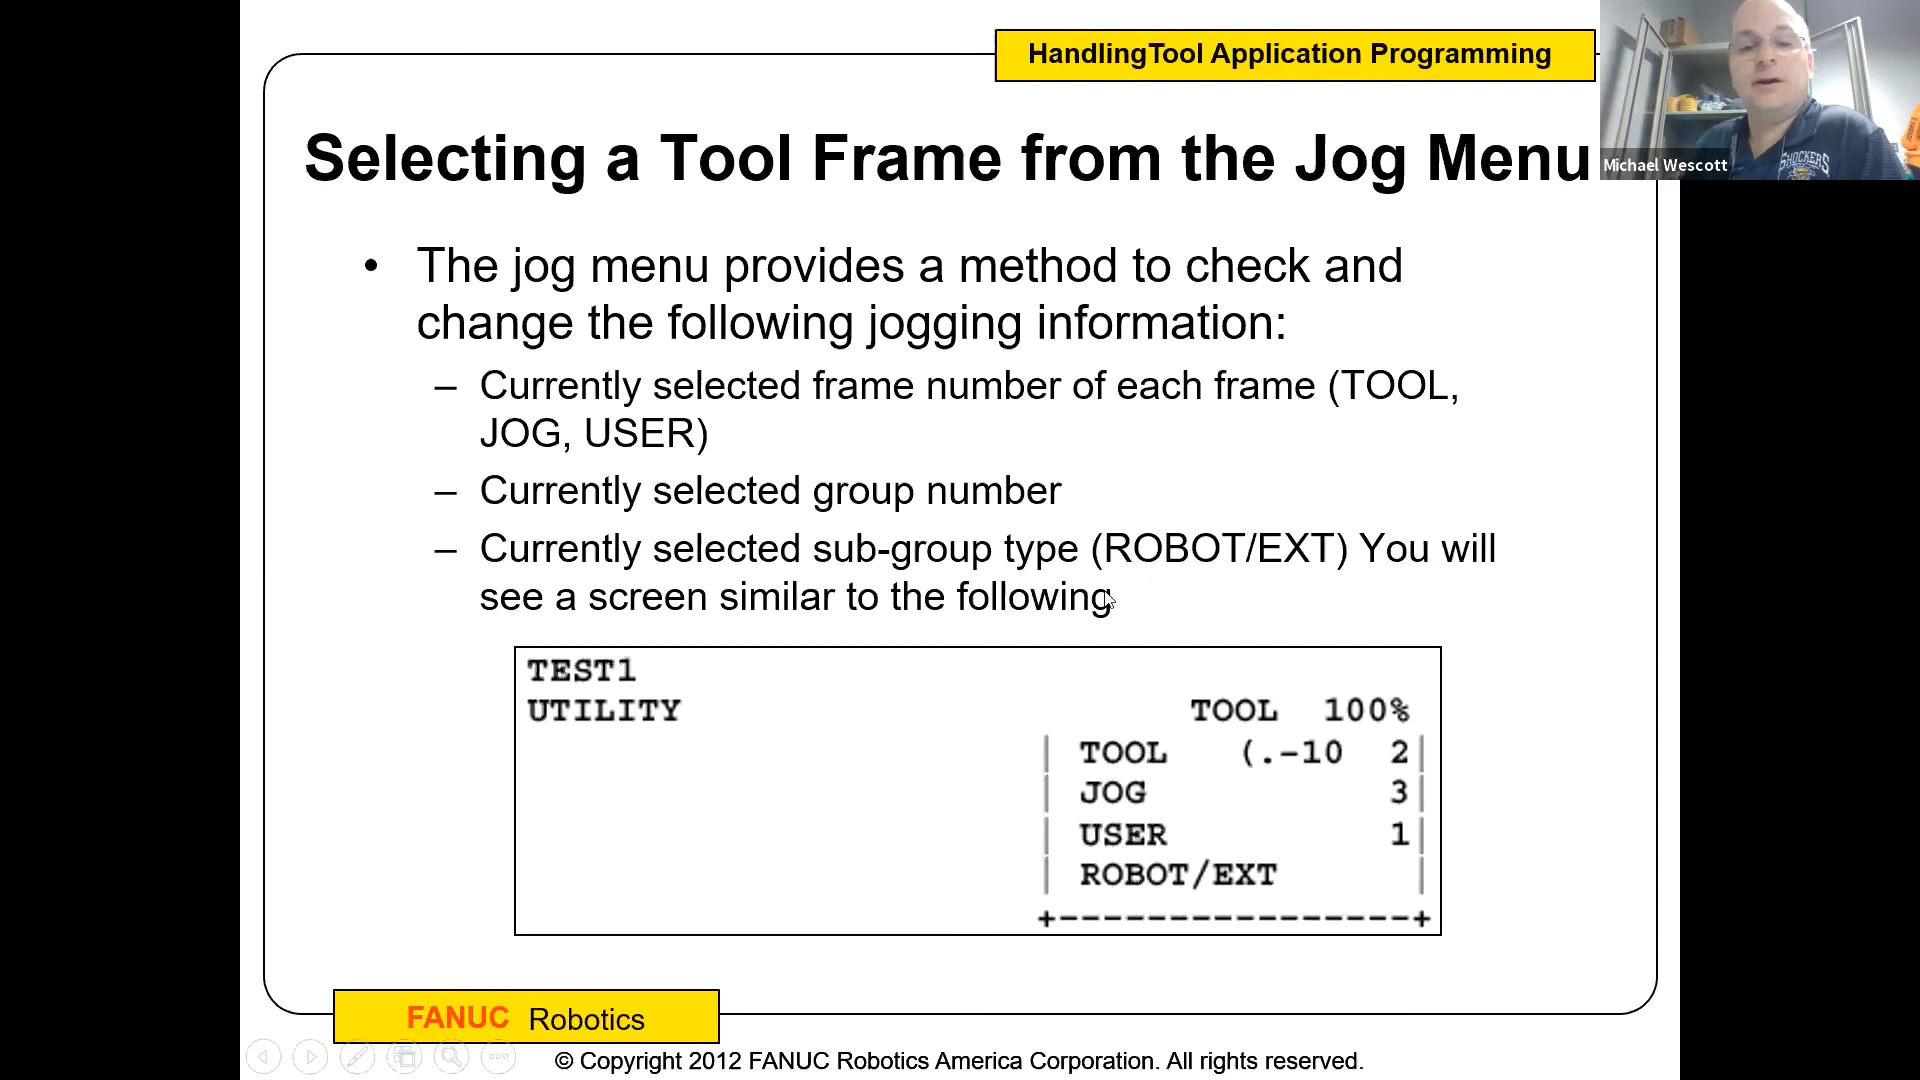 HandlingTool Application Programming
Selecting a Tool Frame from the Jog Menu
SHOCKERS
Michael Wescott
• The jog menu provides a method to check and
change the following jogging information:
– Currently selected frame number of each frame (TOOL,
JOG, USER)
– Currently selected group number
– Currently selected sub-group type (ROBOT/EXT) You will
see a screen similar to the following
TEST1
UTILITY TOOL 100%
| TOOL (.-10 2|
| JOG 3|
| USER 1|
| ROBOT/EXT |
+----------------+
FANUC Robotics
© Copyright 2012 FANUC Robotics America Corporation. All rights reserved.